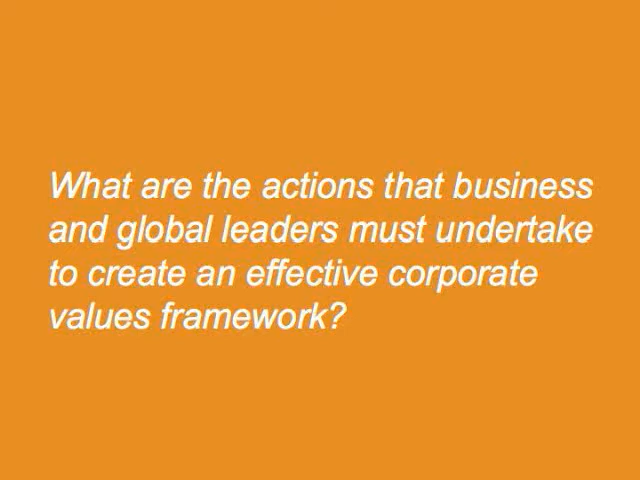 What are the actions that business
and global leaders must undertake
to create an effective corporate
values framework?